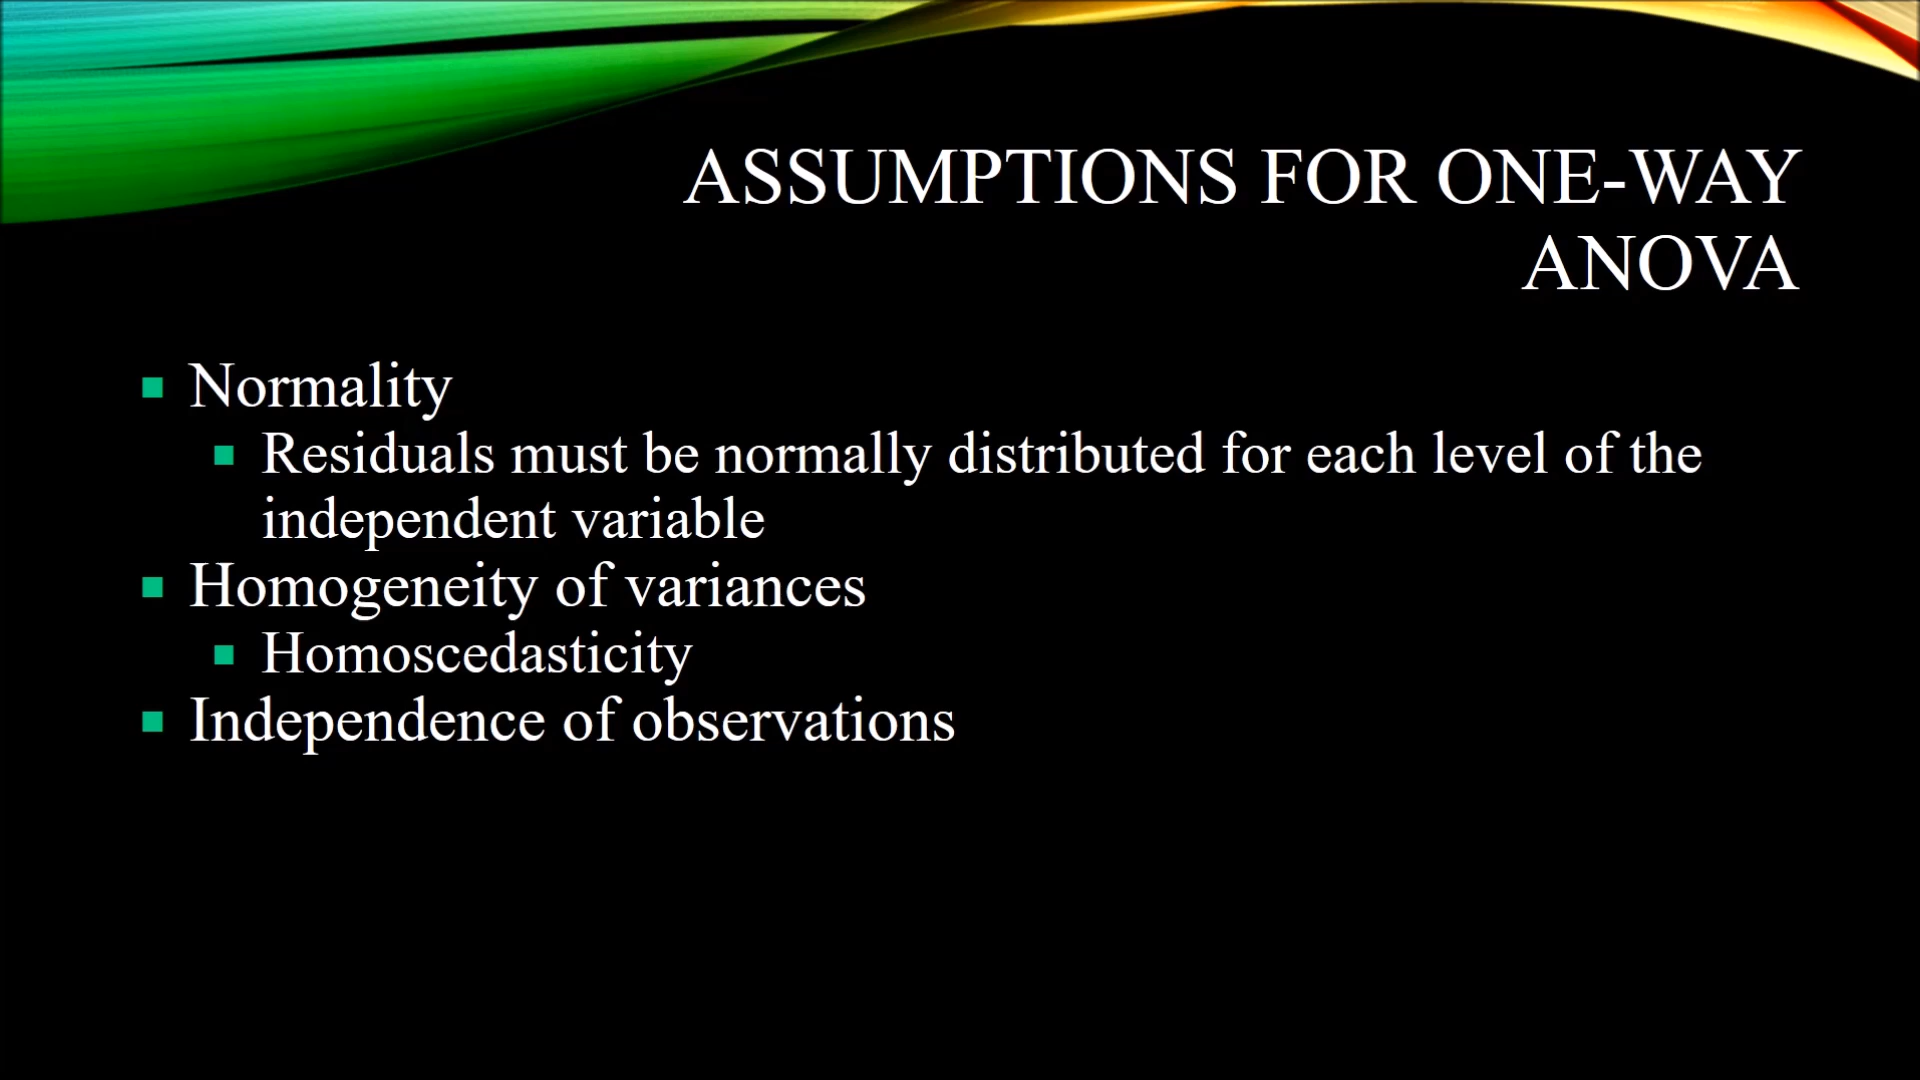 ASSUMPTIONS FOR ONE-WAY
ANOVA
Normality
Residuals must be normally distributed for each level of the
independent variable
Homogeneity of variances
Homoscedasticity
Independence of observations